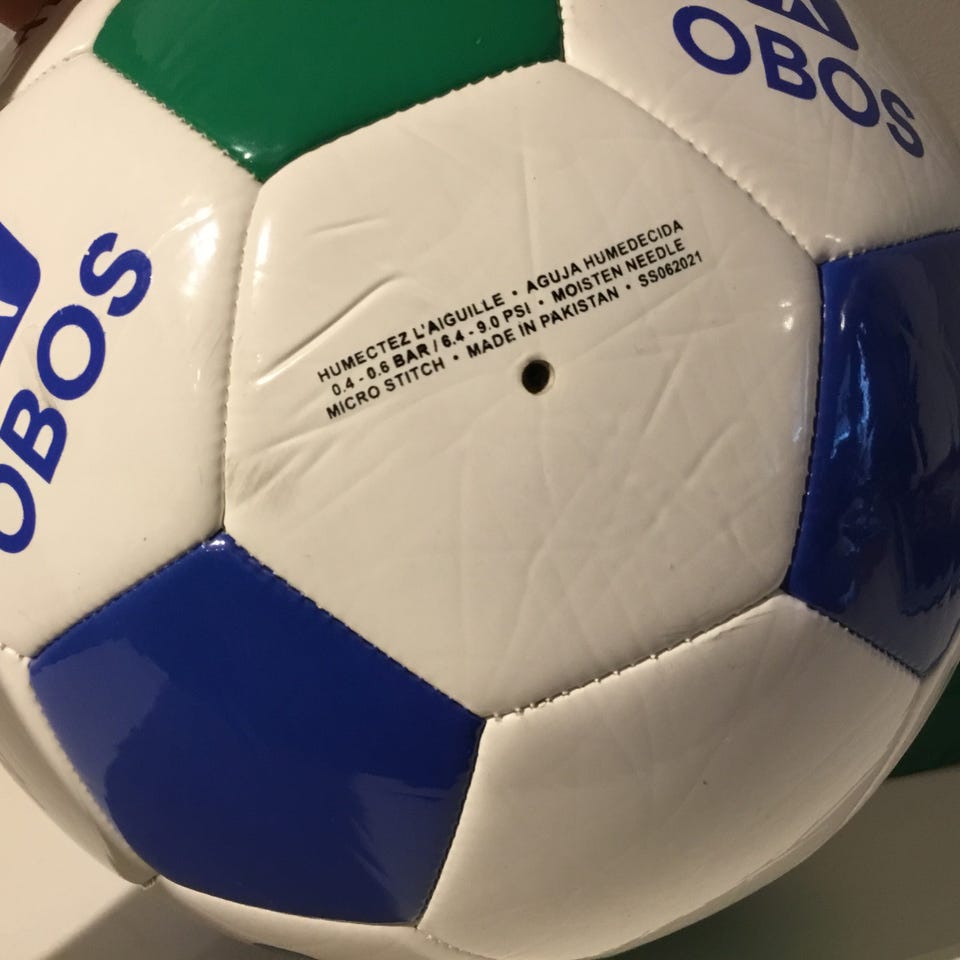 OBOS
OBOS
HUMECTEZ L'AIGUILLE • AGUJA HUMEDECIDA
0.4 - 0.6 BAR / 6.4 - 9.0 PSI • MOISTEN NEEDLE
MICRO STITCH • MADE IN PAKISTAN • SS062021